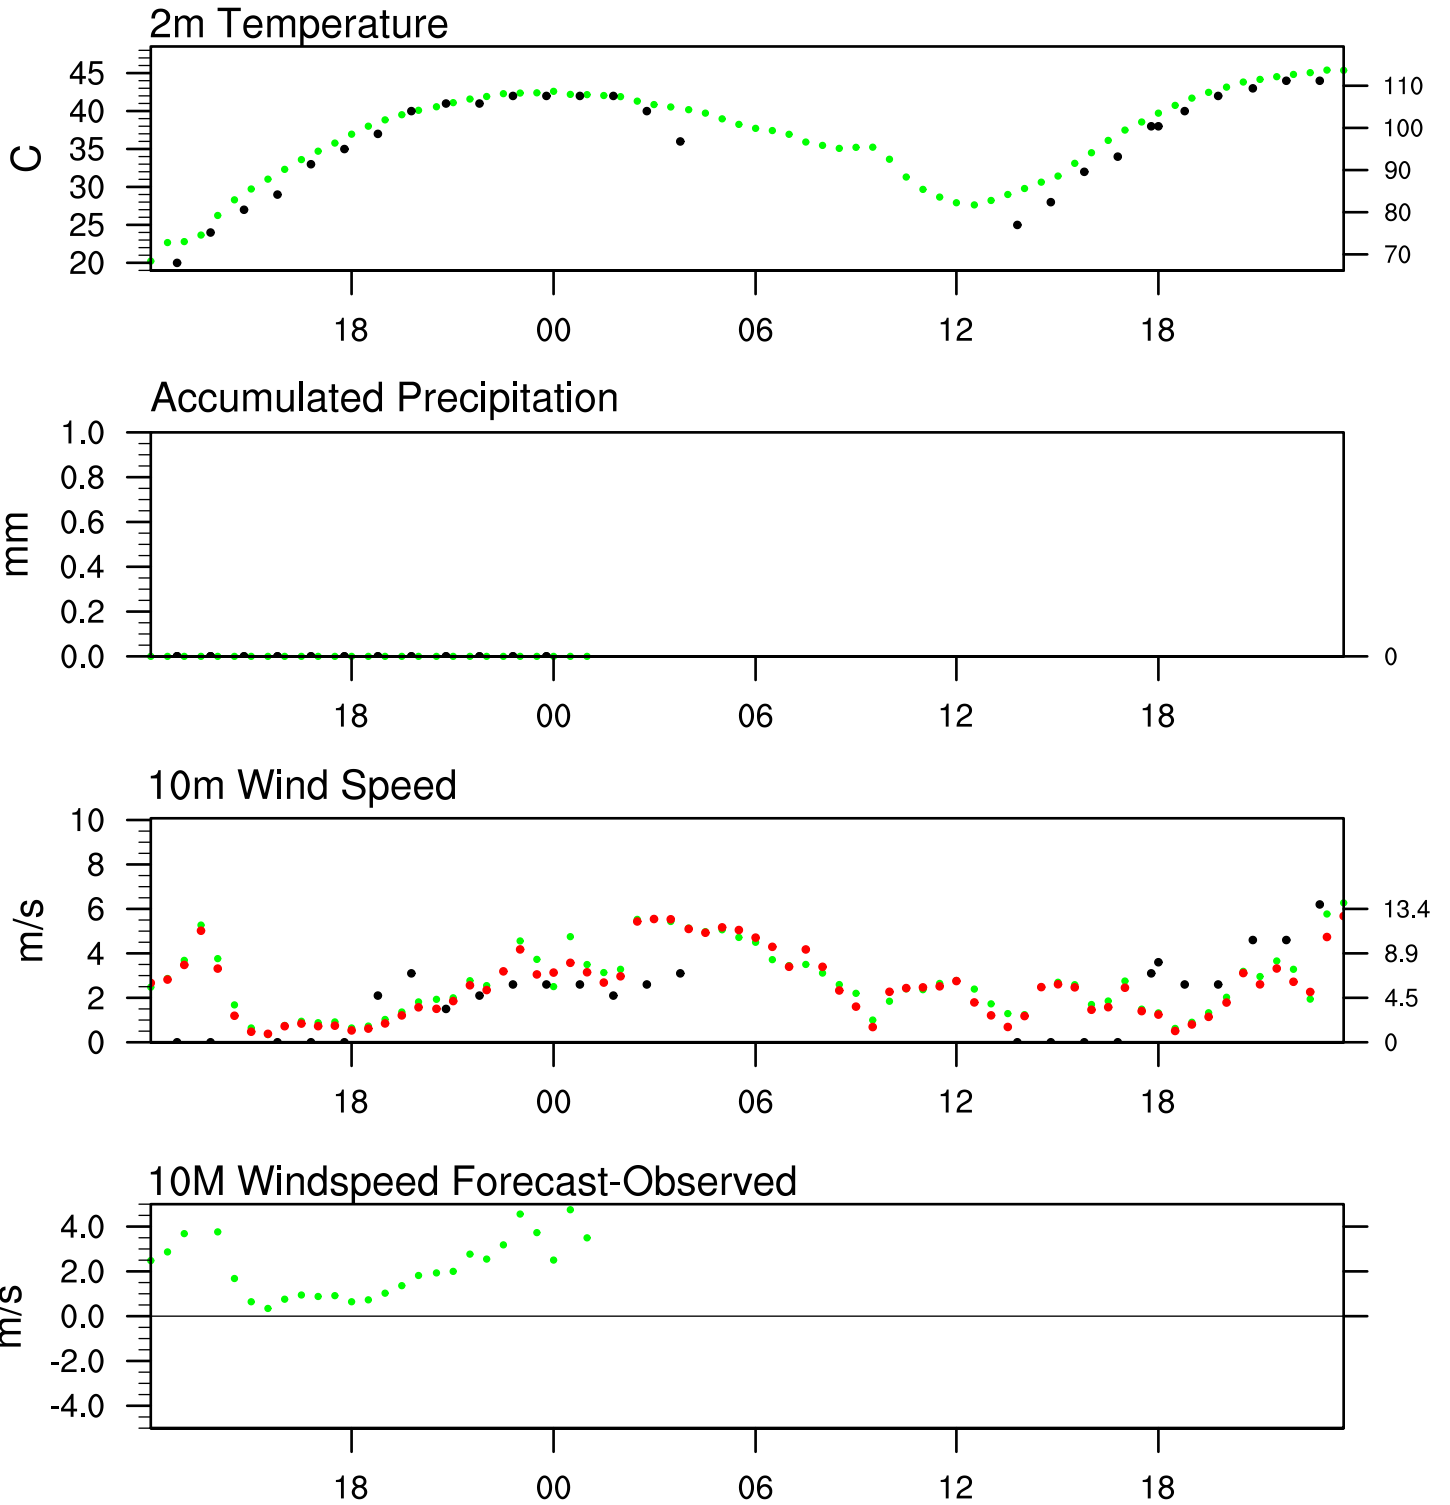 2m Temperature
C
45
40
35
30
25
20
110
100
90
80
70
18 00 06 12 18
Accumulated Precipitation
mm
1.0
0.8
0.6
0.4
0.2
0.0
0
18 00 06 12 18
10m Wind Speed
m/s
10
8
6
4
2
0
13.4
8.9
4.5
0
18 00 06 12 18
10M Windspeed Forecast-Observed
m/s
4.0
2.0
0.0
-2.0
-4.0
18 00 06 12 18